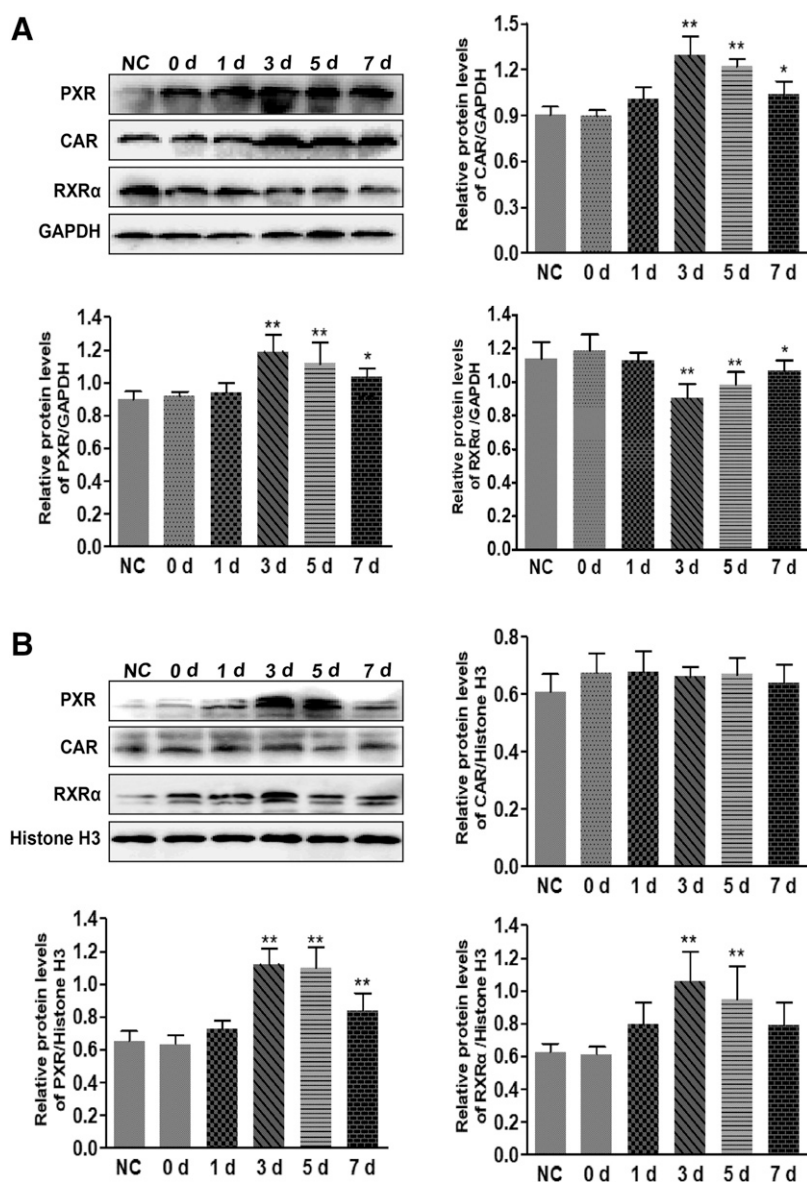 A
NC 0 d 1 d 3 d 5 d 7 d
PXR
CAR
RXRα
GAPDH
Relative protein levels
of CAR/GAPDH
1.5
1.2
0.9
0.6
0.3
0.0
** ** *
NC 0 d 1 d 3 d 5 d 7 d
Relative protein levels
of PXR/GAPDH
1.4
1.2
1.0
0.8
0.6
0.4
0.2
0.0
** ** *
NC 0 d 1 d 3 d 5 d 7 d
Relative protein levels
of RXRα/GAPDH
1.4
1.2
1.0
0.8
0.6
0.4
0.2
0.0
** ** *
NC 0 d 1 d 3 d 5 d 7 d
B
NC 0 d 1 d 3 d 5 d 7 d
PXR
CAR
RXRα
Histone H3
Relative protein levels
of CAR/Histone H3
0.8
0.6
0.4
0.2
0.0
NC 0 d 1 d 3 d 5 d 7 d
Relative protein levels
of PXR/Histone H3
1.4
1.2
1.0
0.8
0.6
0.4
0.2
0.0
** ** **
NC 0 d 1 d 3 d 5 d 7 d
Relative protein levels
of RXRα/Histone H3
1.4
1.2
1.0
0.8
0.6
0.4
0.2
0.0
** **
NC 0 d 1 d 3 d 5 d 7 d